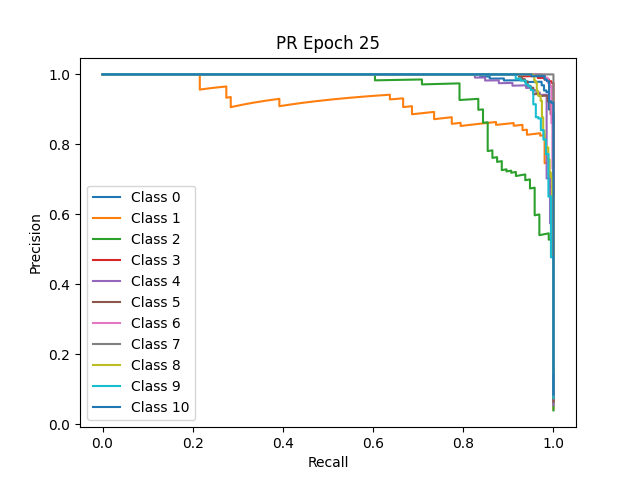 PR Epoch 25
1.0
0.8
0.6
0.4
0.2
0.0
Precision
Class 0
Class 1
Class 2
Class 3
Class 4
Class 5
Class 6
Class 7
Class 8
Class 9
Class 10
0.0 0.2 0.4 0.6 0.8 1.0
Recall